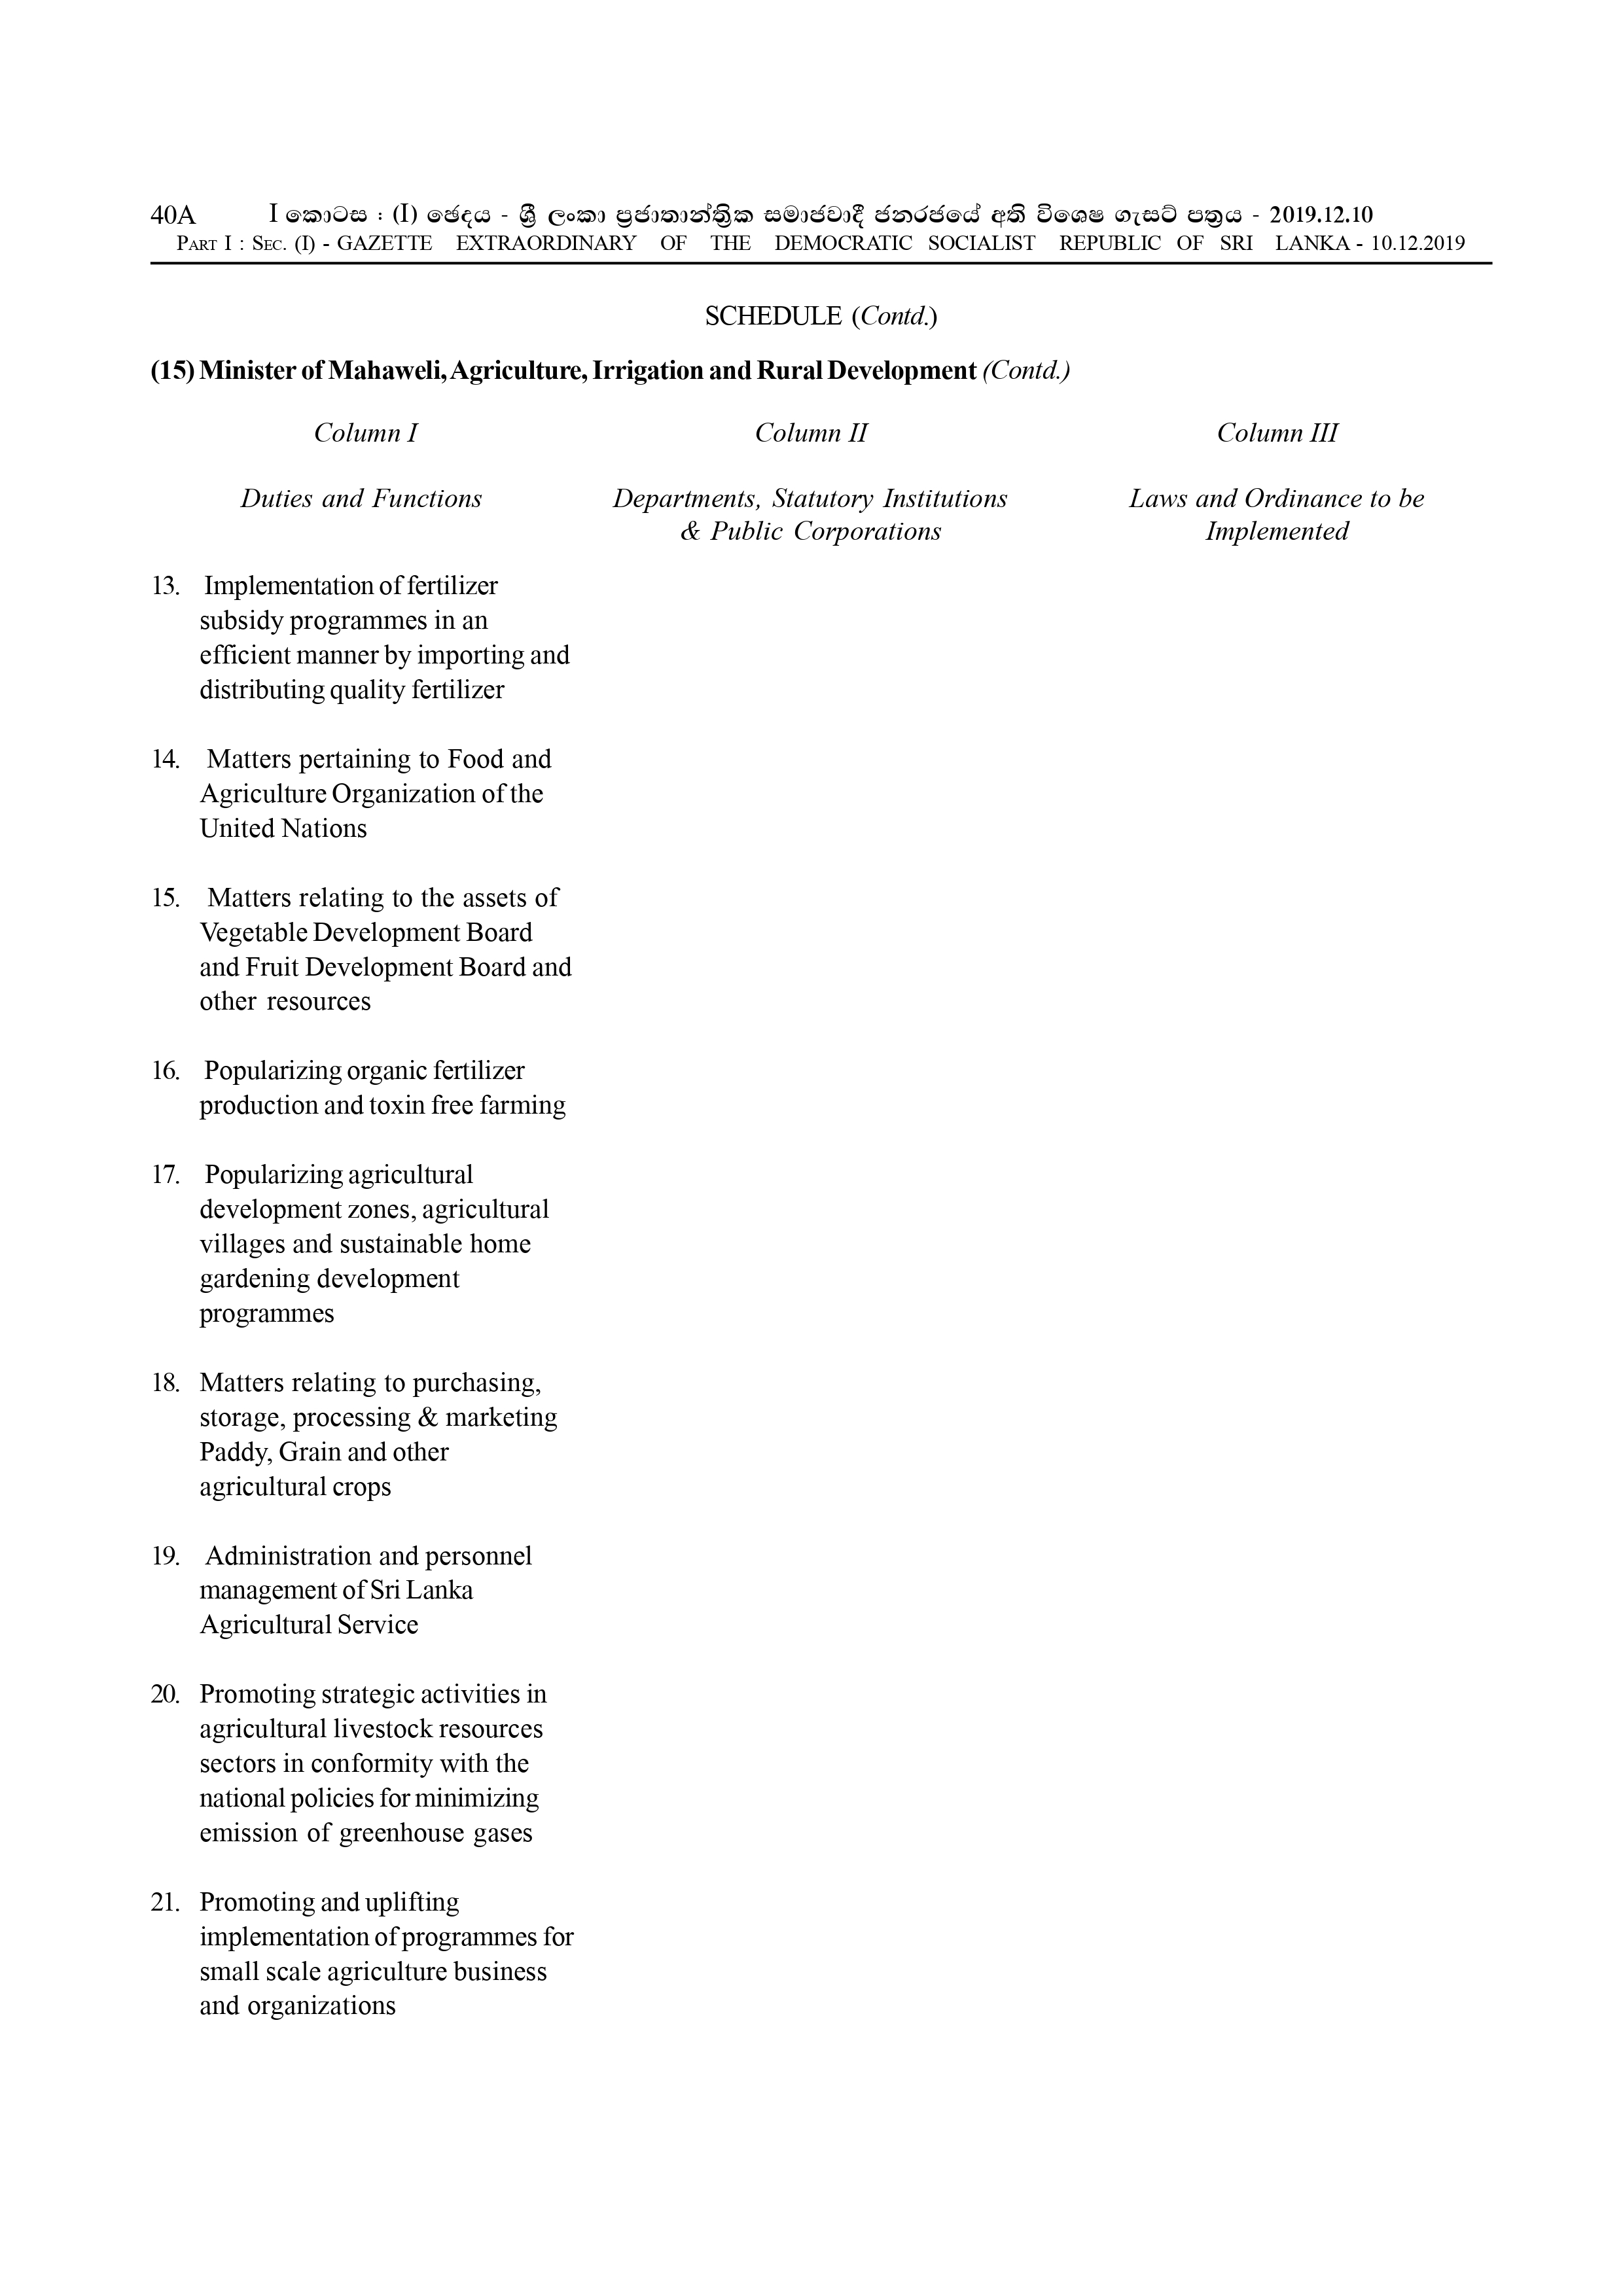 40A I කොටස : (I) ඡෙදය - ශ්‍රී ලංකා ප්‍රජාතාන්ත්‍රික සමාජවාදී ජනරජයේ අති විශෙෂ ගැසට් පත්‍රය - 2019.12.10
PART I : SEC. (I) - GAZETTE EXTRAORDINARY OF THE DEMOCRATIC SOCIALIST REPUBLIC OF SRI LANKA - 10.12.2019
SCHEDULE (Contd.)
(15) Minister of Mahaweli, Agriculture, Irrigation and Rural Development (Contd.)
Column I Column II Column III
Duties and Functions Departments, Statutory Institutions Laws and Ordinance to be
& Public Corporations Implemented
13. Implementation of fertilizer
subsidy programmes in an
efficient manner by importing and
distributing quality fertilizer
14. Matters pertaining to Food and
Agriculture Organization of the
United Nations
15. Matters relating to the assets of
Vegetable Development Board
and Fruit Development Board and
other resources
16. Popularizing organic fertilizer
production and toxin free farming
17. Popularizing agricultural
development zones, agricultural
villages and sustainable home
gardening development
programmes
18. Matters relating to purchasing,
storage, processing & marketing
Paddy, Grain and other
agricultural crops
19. Administration and personnel
management of Sri Lanka
Agricultural Service
20. Promoting strategic activities in
agricultural livestock resources
sectors in conformity with the
national policies for minimizing
emission of greenhouse gases
21. Promoting and uplifting
implementation of programmes for
small scale agriculture business
and organizations